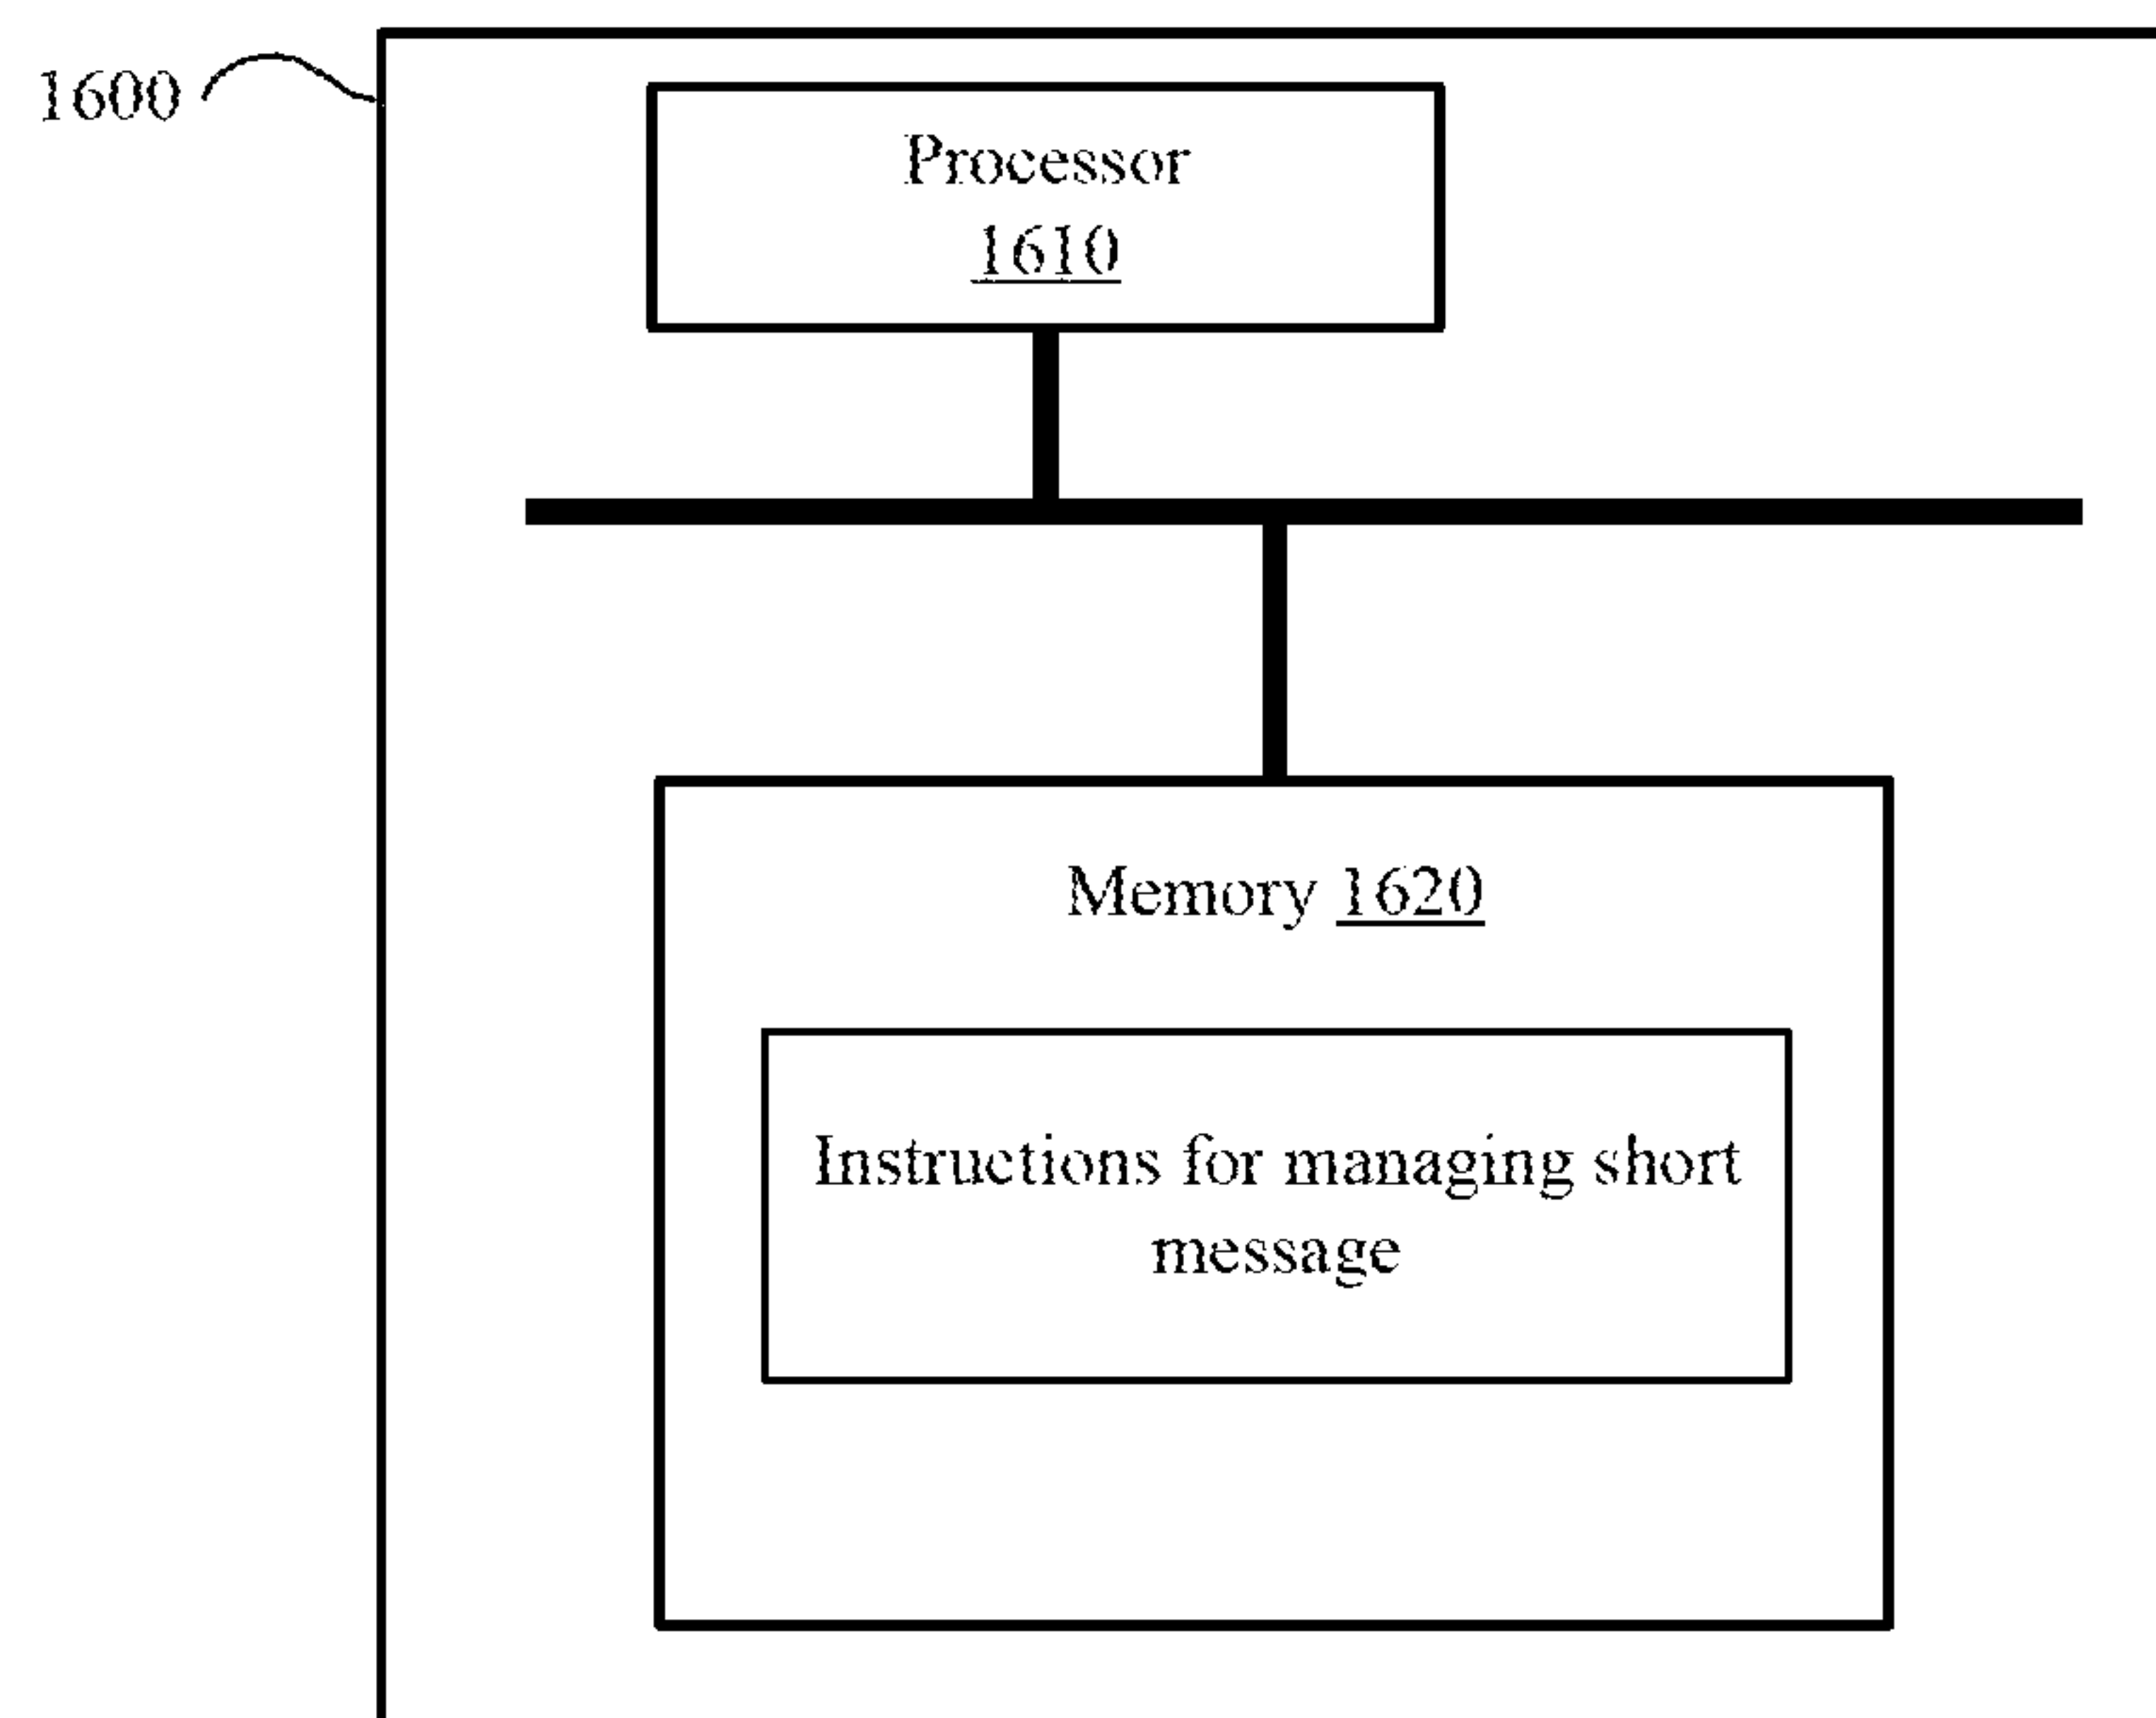 1600
Processor
1610
Memory 1620
Instructions for managing short
message